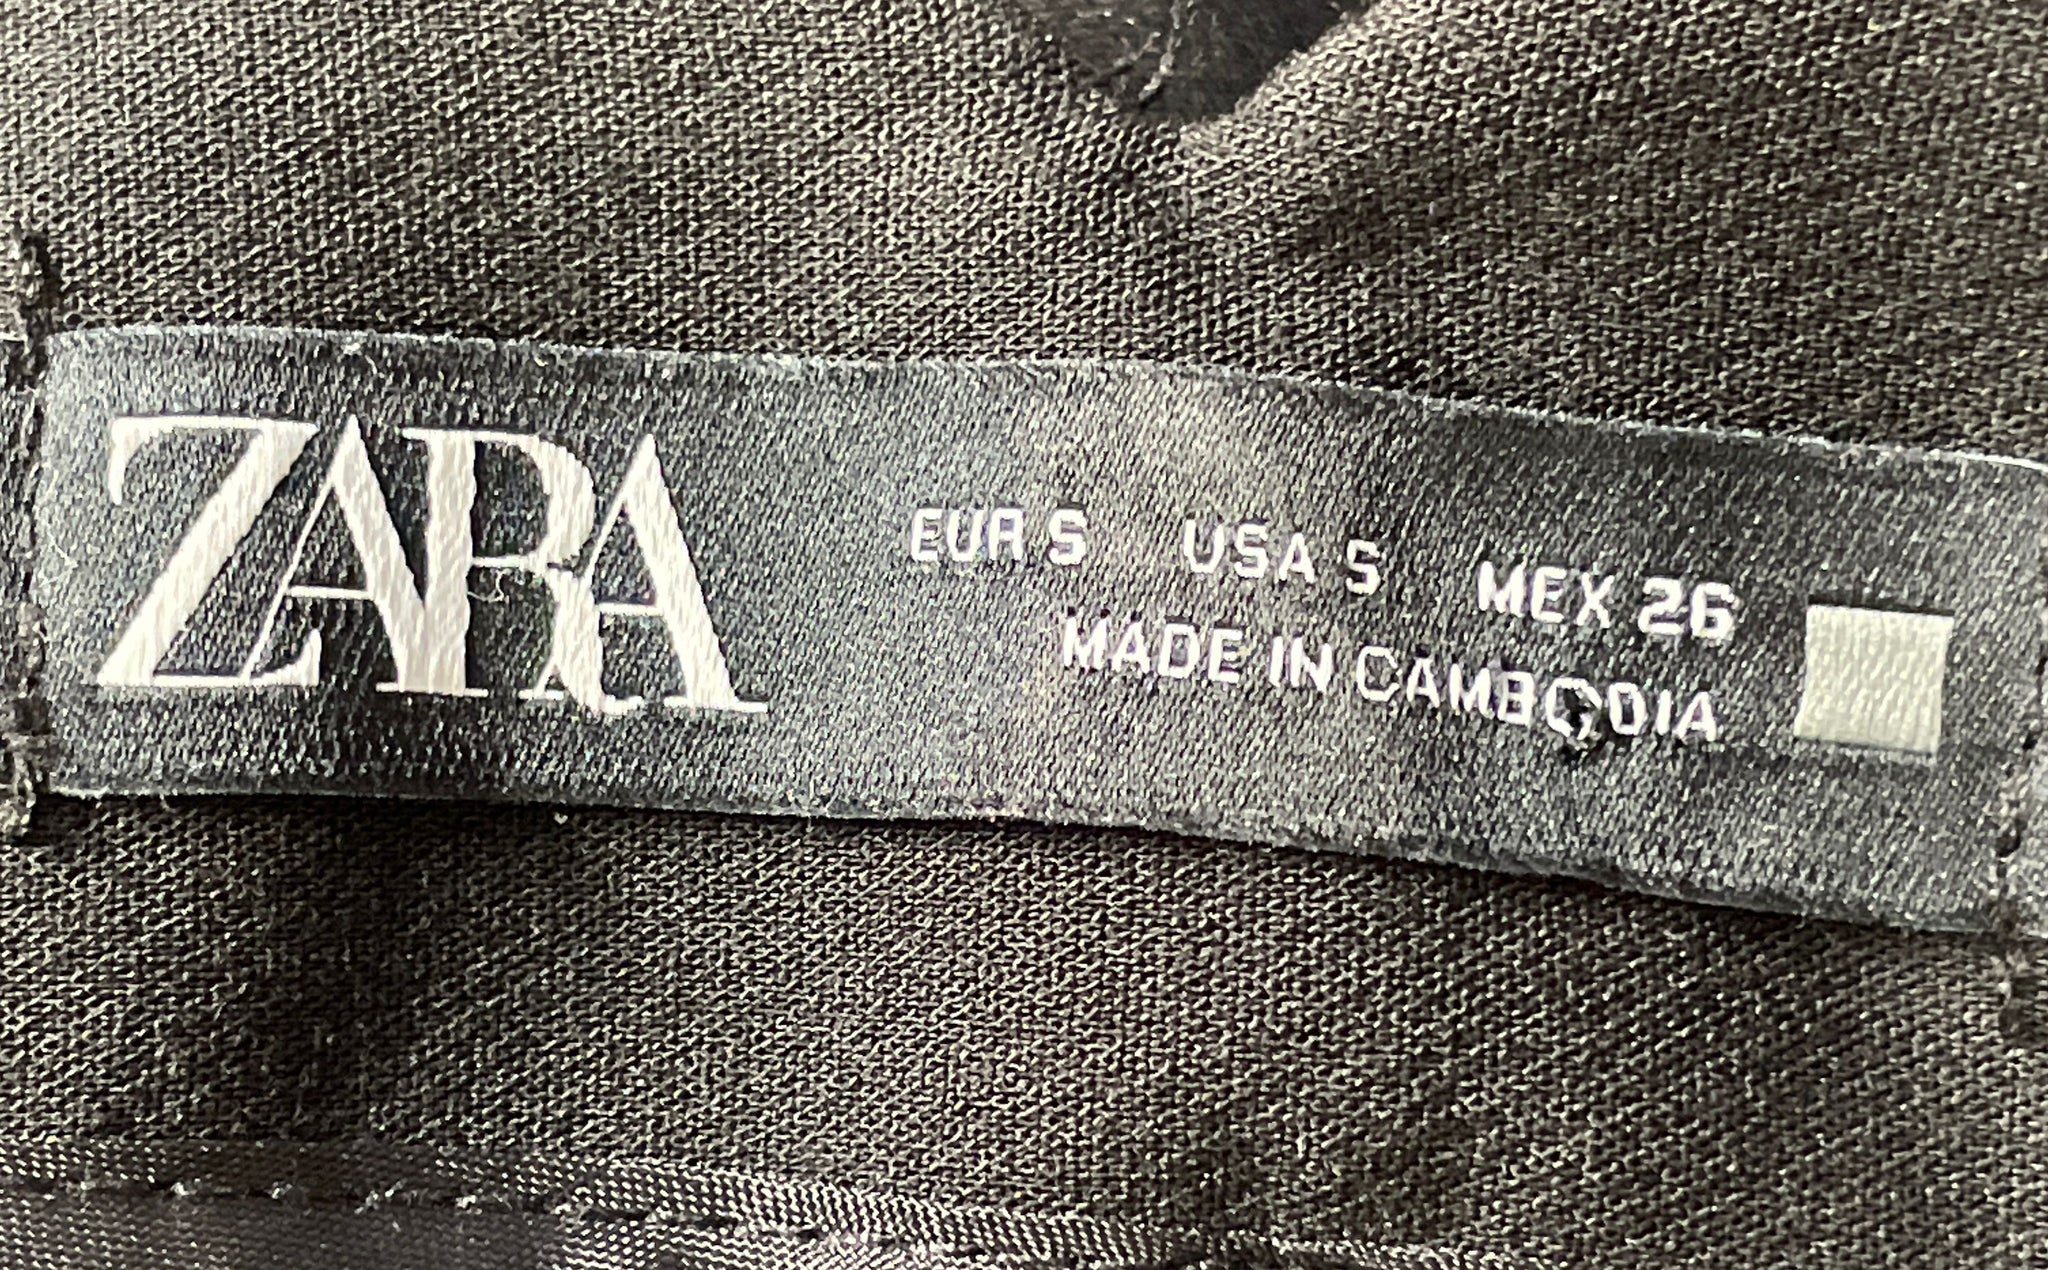 ZARA
EUR S USA S MEX 26
MADE IN CAMBODIA